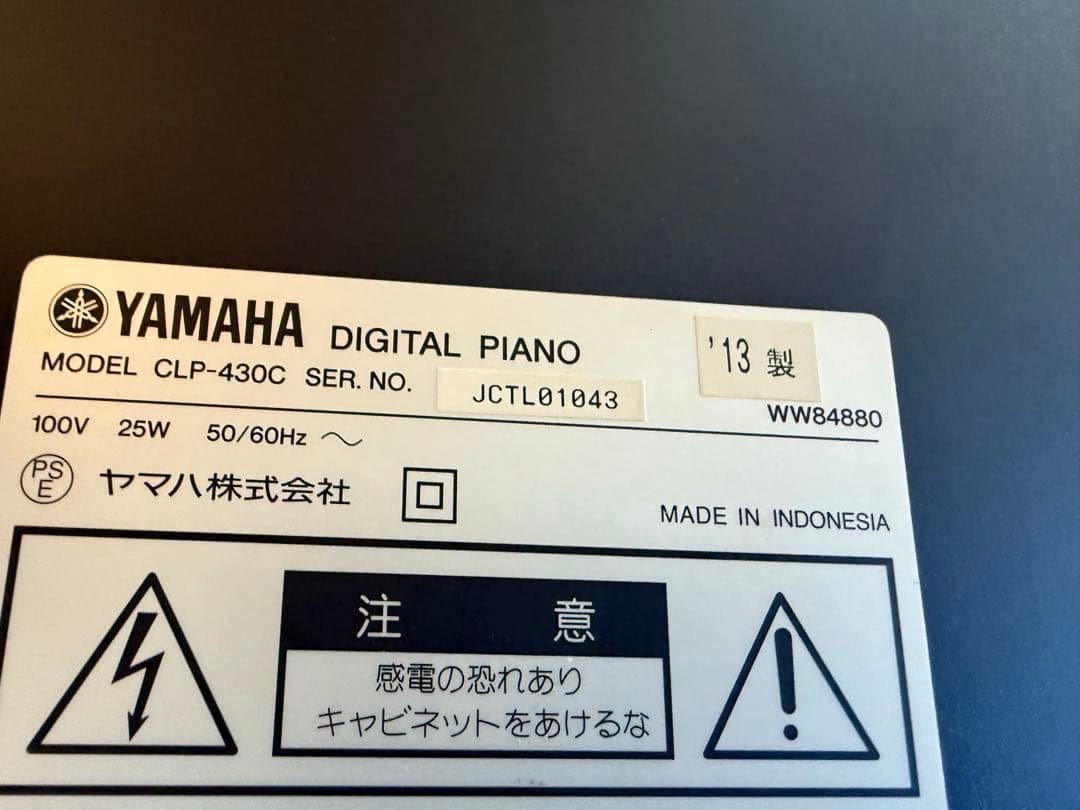 YAMAHA DIGITAL PIANO
'13 製
MODEL CLP-430C SER. NO. JCTL01043
WW84880
100V 25W 50/60Hz ～
PSE ヤマハ株式会社
MADE IN INDONESIA
注意
感電の恐れあり
キャビネットをあけるな